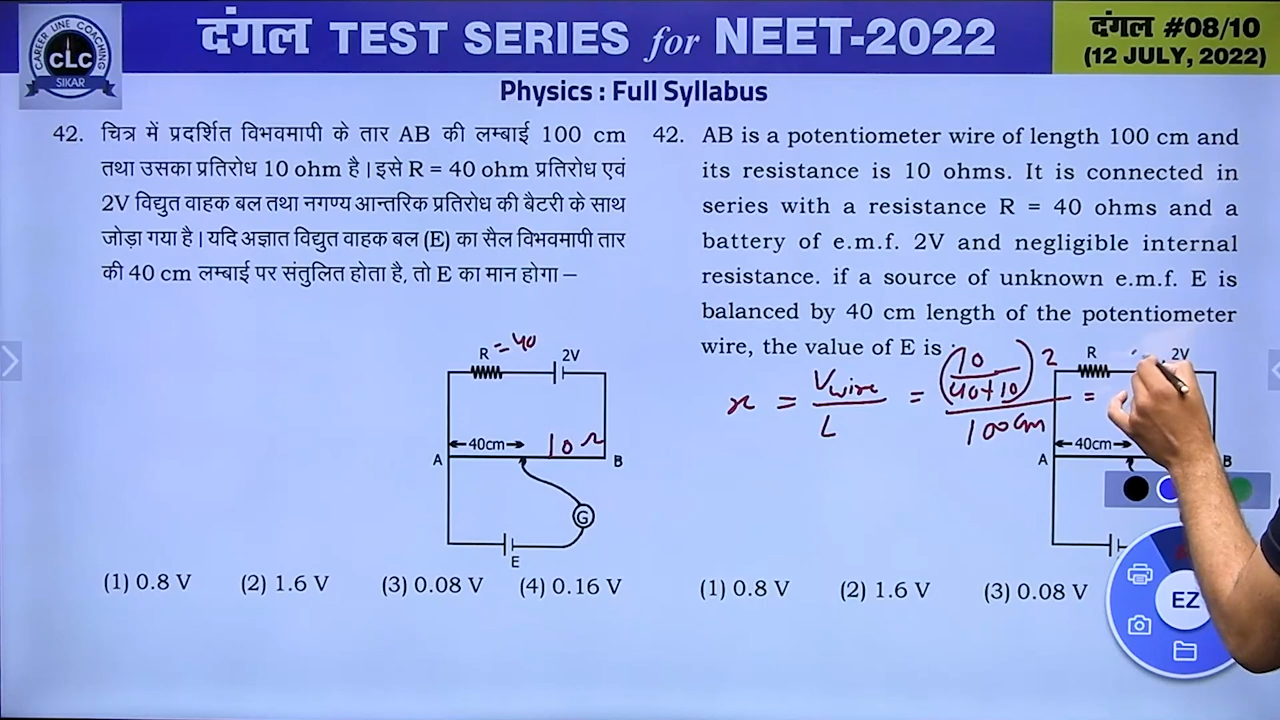 दंगल TEST SERIES for NEET-2022
दंगल #08/10
(12 JULY, 2022)
CAREER LINE COACHING
CLC
SIKAR
Physics : Full Syllabus
42. चित्र में प्रदर्शित विभवमापी के तार AB की लम्बाई 100 cm
तथा उसका प्रतिरोध 10 ohm है। इसे R = 40 ohm प्रतिरोध एवं
2V विद्युत वाहक बल तथा नगण्य आन्तरिक प्रतिरोध की बैटरी के साथ
जोड़ा गया है। यदि अज्ञात विद्युत वाहक बल (E) का सैल विभवमापी तार
की 40 cm लम्बाई पर संतुलित होता है, तो E का मान होगा –
R = 40
2V
40cm
10 Ω
A
B
G
E
(1) 0.8 V (2) 1.6 V (3) 0.08 V (4) 0.16 V
42. AB is a potentiometer wire of length 100 cm and
its resistance is 10 ohms. It is connected in
series with a resistance R = 40 ohms and a
battery of e.m.f. 2V and negligible internal
resistance. if a source of unknown e.m.f. E is
balanced by 40 cm length of the potentiometer
wire, the value of E is :
x = Vwire / L = (10 / 40+10) 2 / 100 cm =
R
2V
40cm
A
B
(1) 0.8 V (2) 1.6 V (3) 0.08 V
EZ